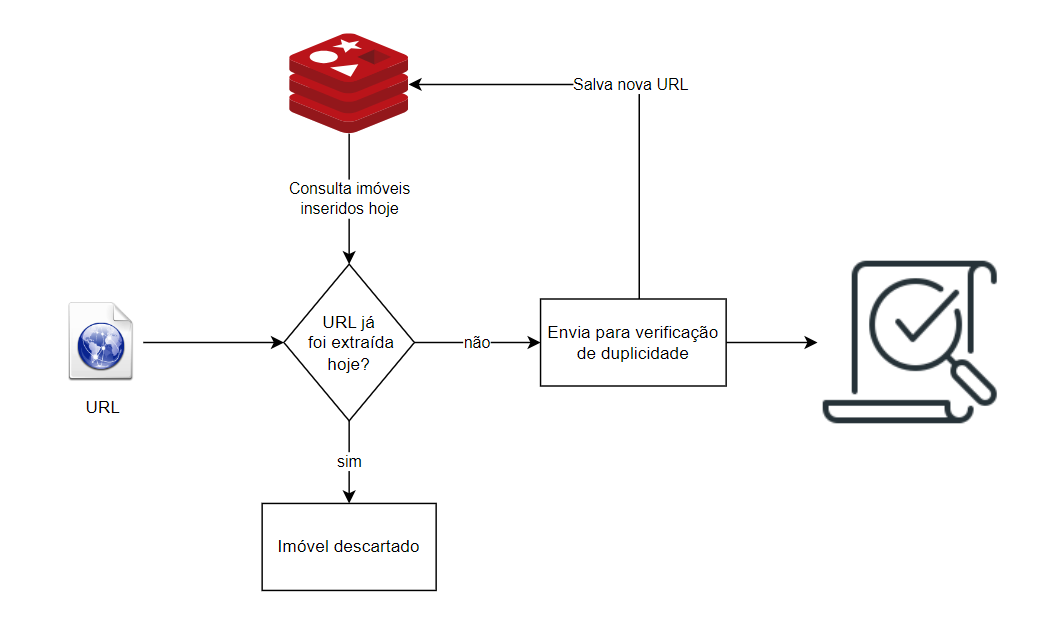 Salva nova URL
Consulta imóveis
inseridos hoje
URL já
foi extraída
hoje?
não
Envia para verificação
de duplicidade
URL
sim
Imóvel descartado